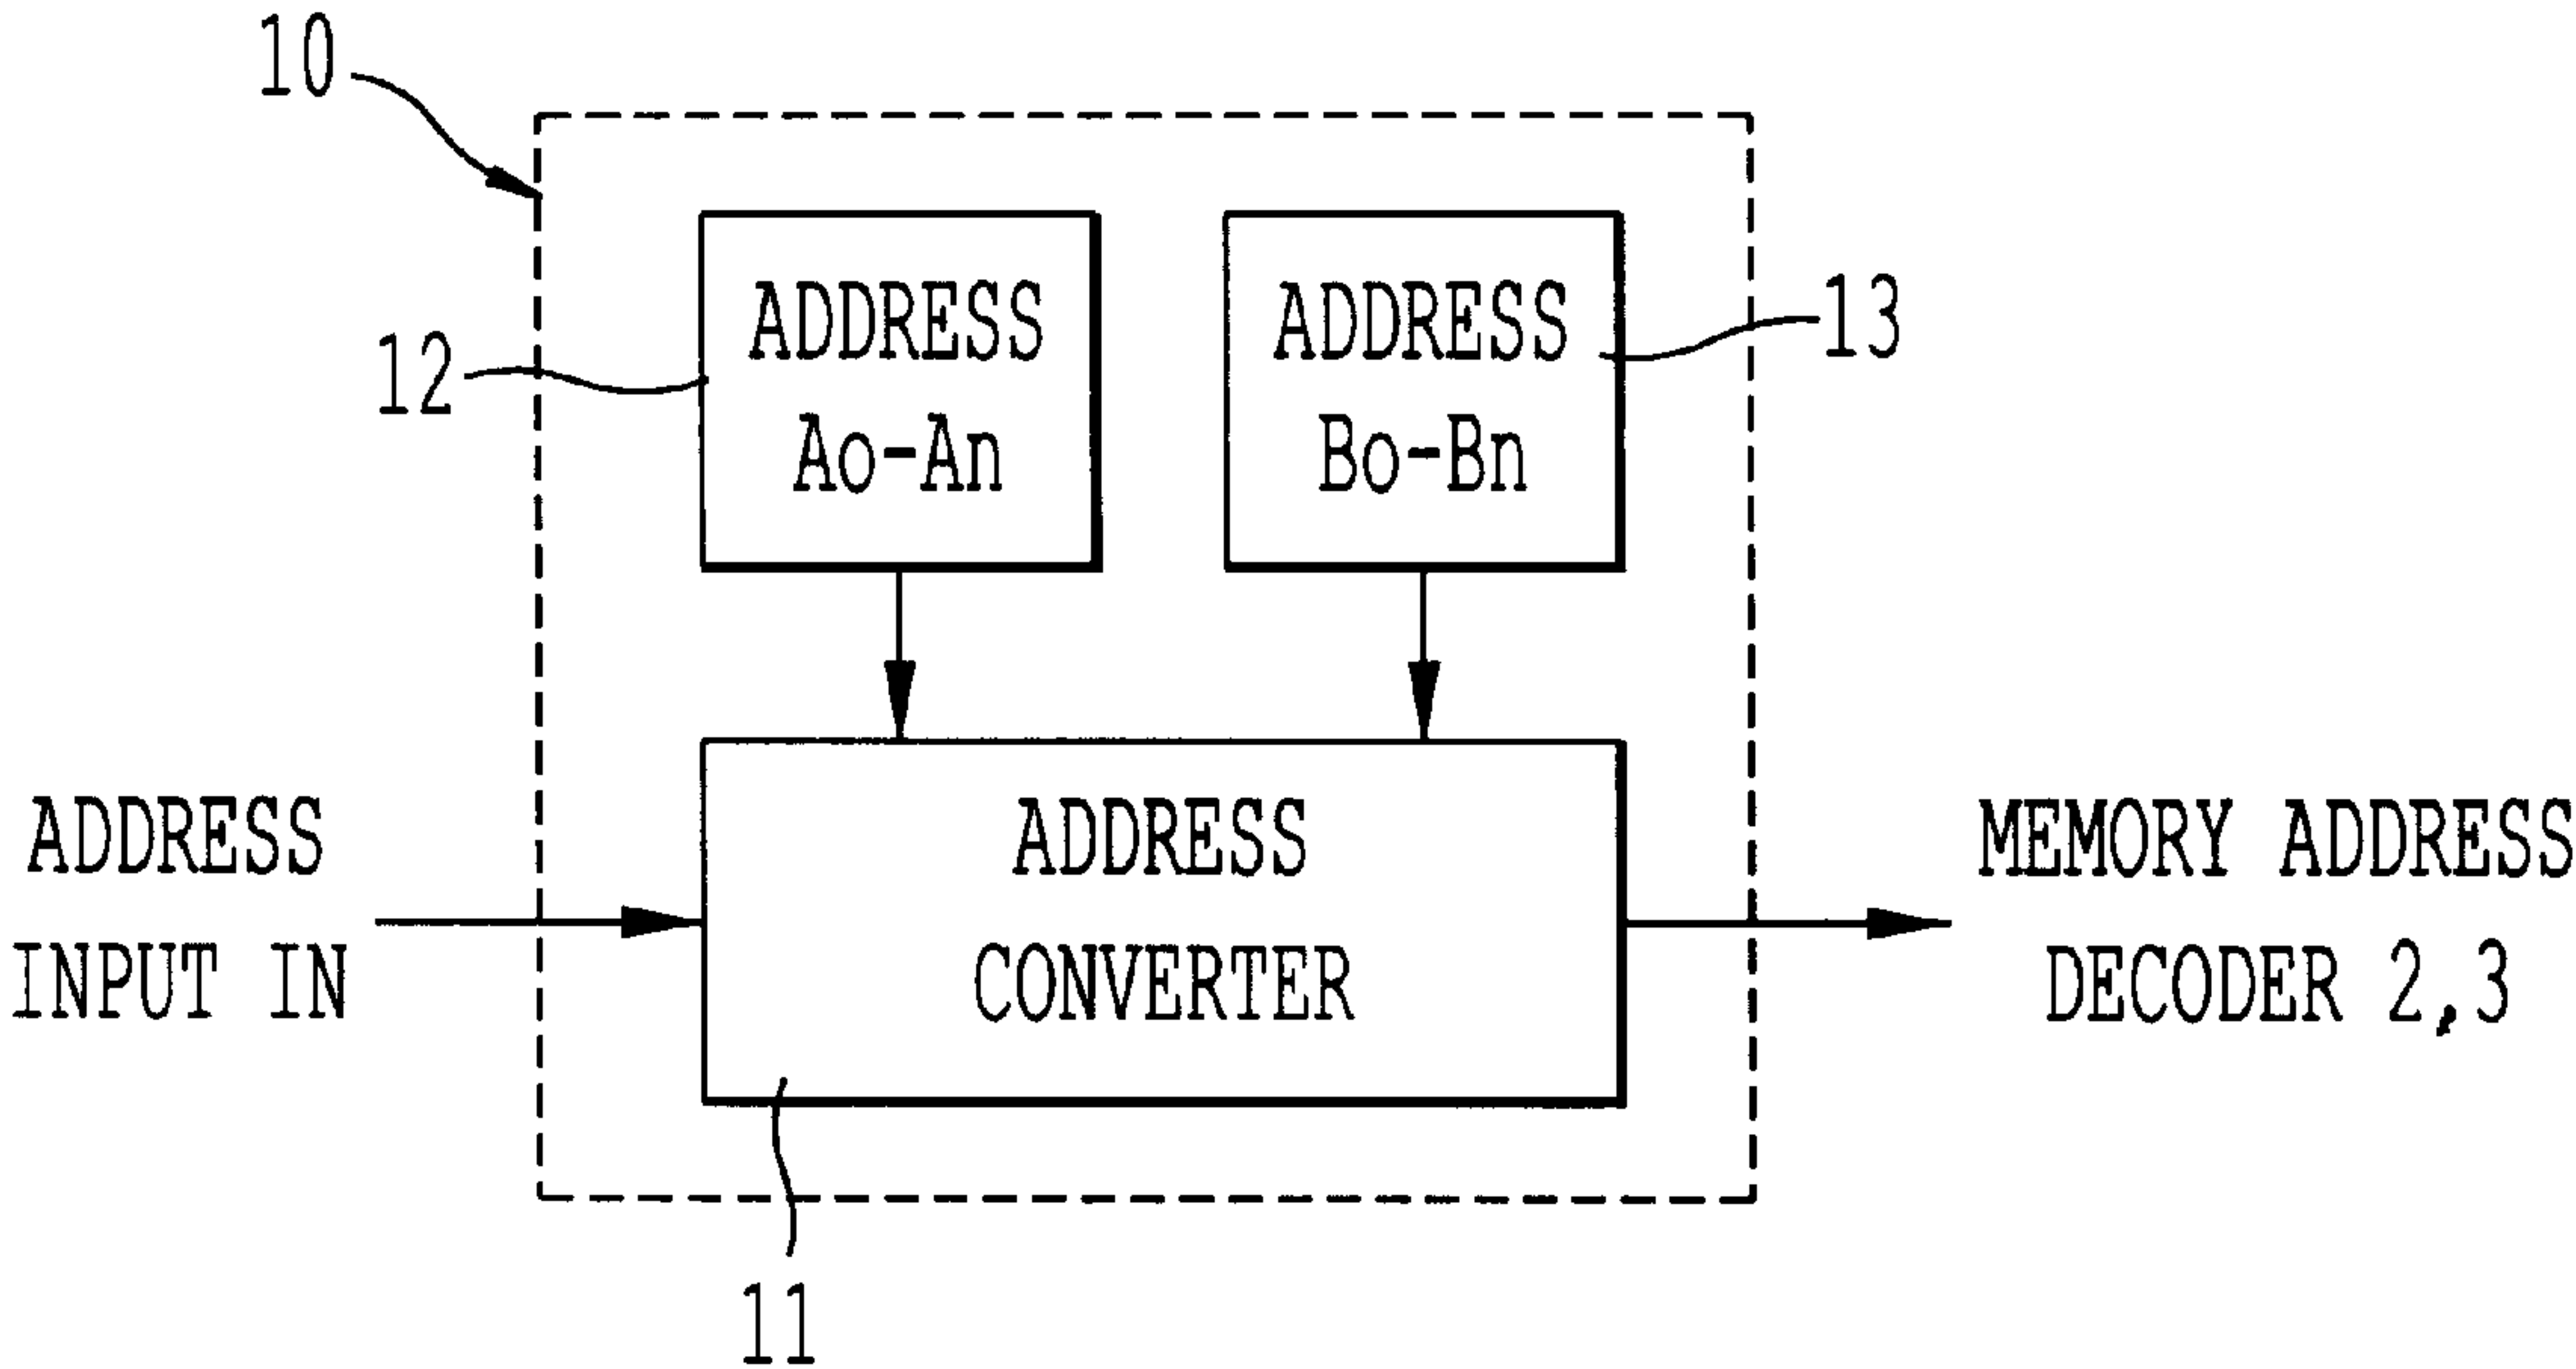 10
ADDRESS
Ao-An
ADDRESS
Bo-Bn
12
13
ADDRESS
INPUT IN
ADDRESS
CONVERTER
MEMORY ADDRESS
DECODER 2,3
11